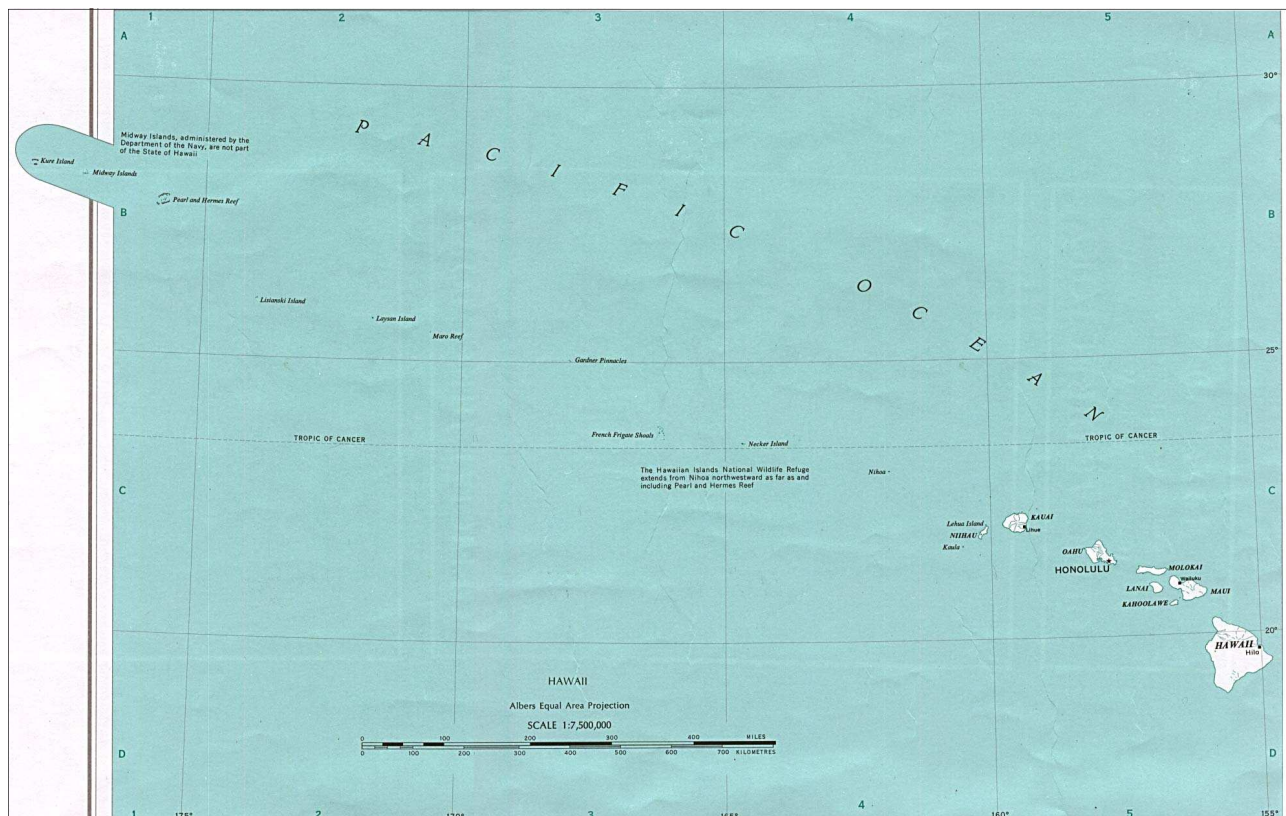 1 2 3 4 5
A A
30°
PACIFIC OCEAN
Midway Islands, administered by the
Department of the Navy, are not part
of the State of Hawaii
Kure Island
Midway Islands
Pearl and Hermes Reef
B B
Lisianski Island
Laysan Island
Maro Reef
Gardner Pinnacles
25°
French Frigate Shoals
TROPIC OF CANCER
Necker Island
TROPIC OF CANCER
The Hawaiian Islands National Wildlife Refuge
extends from Nihoa northwestward as far as and
including Pearl and Hermes Reef
Nihoa
C C
Lehua Island
NIIHAU
Kaula
KAUAI
Lihue
OAHU
HONOLULU
MOLOKAI
LANAI
Wailuku
MAUI
KAHOOLAWE
20°
HAWAII
Hilo
HAWAII
Albers Equal Area Projection
SCALE 1:7,500,000
0 100 200 300 400 MILES
0 100 200 300 400 500 600 700 KILOMETRES
D D
1 2 3 4 5
175° 170° 165° 160° 155°